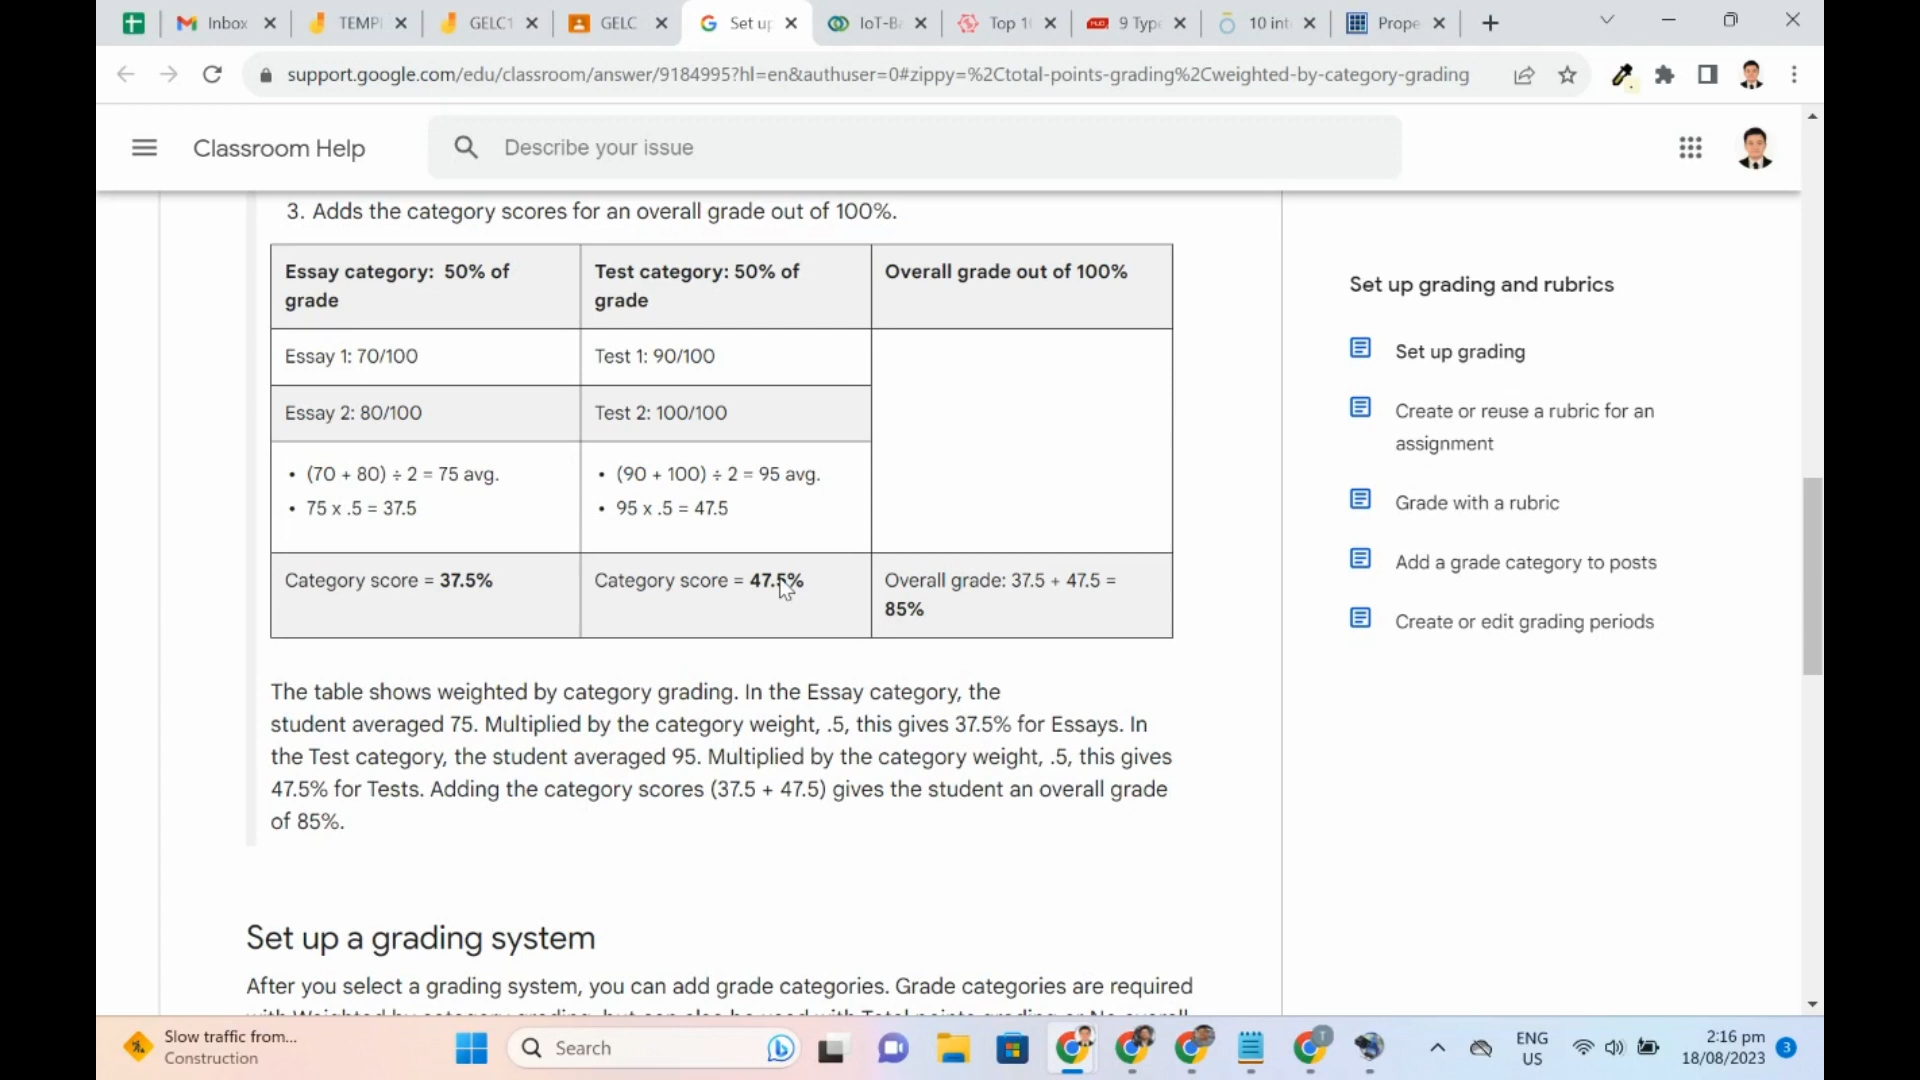 Inbox
TEMP
GELC1
GELC
Set up
IoT-Ba
Top 1
9 Type
10 int
Prope
support.google.com/edu/classroom/answer/9184995?hl=en&authuser=0#zippy=%2Ctotal-points-grading%2Cweighted-by-category-grading
Classroom Help
Describe your issue
3. Adds the category scores for an overall grade out of 100%.
Essay category: 50% of grade
Test category: 50% of grade
Overall grade out of 100%
Essay 1: 70/100
Test 1: 90/100
Essay 2: 80/100
Test 2: 100/100
• (70 + 80) ÷ 2 = 75 avg.
• 75 x .5 = 37.5
• (90 + 100) ÷ 2 = 95 avg.
• 95 x .5 = 47.5
Category score = 37.5%
Category score = 47.5%
Overall grade: 37.5 + 47.5 =
85%
The table shows weighted by category grading. In the Essay category, the
student averaged 75. Multiplied by the category weight, .5, this gives 37.5% for Essays. In
the Test category, the student averaged 95. Multiplied by the category weight, .5, this gives
47.5% for Tests. Adding the category scores (37.5 + 47.5) gives the student an overall grade
of 85%.
Set up a grading system
After you select a grading system, you can add grade categories. Grade categories are required
Set up grading and rubrics
Set up grading
Create or reuse a rubric for an
assignment
Grade with a rubric
Add a grade category to posts
Create or edit grading periods
Slow traffic from...
Construction
Search
ENG
US
2:16 pm
18/08/2023
3